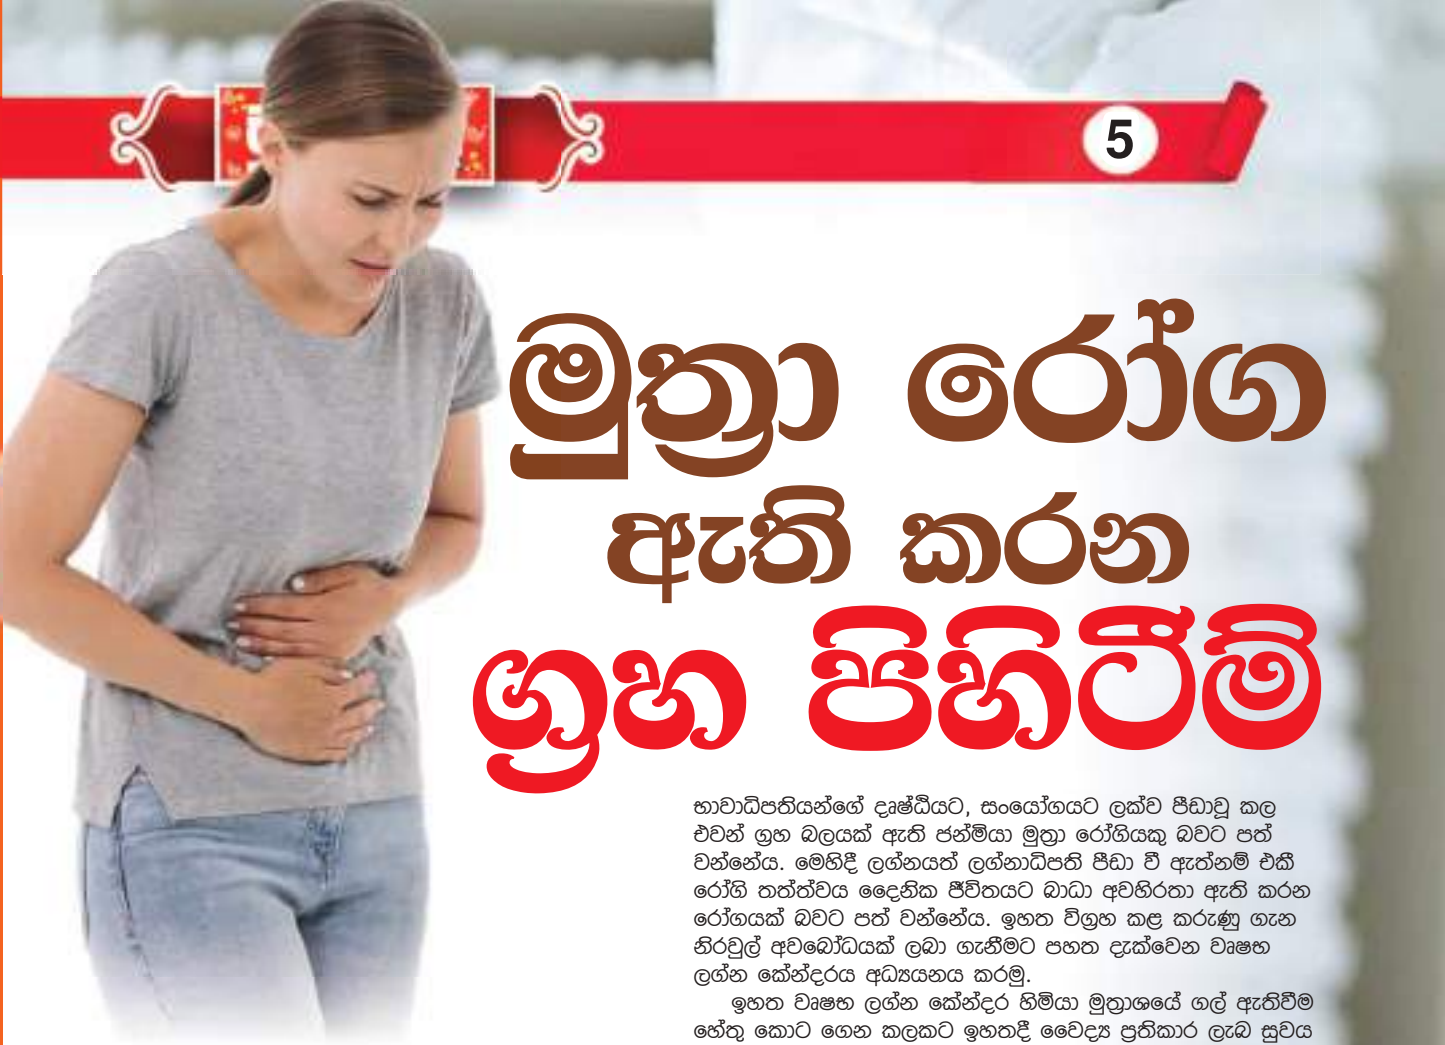 5
මුත්‍රා රෝග
ඇති කරන
ග්‍රහ පිහිටීම්
භාවාධිපතියන්ගේ දෘෂ්ඨියට, සංයෝගයට ලක්ව පීඩාවූ කල
එවන් ග්‍රහ බලයක් ඇති ජන්මියා මුත්‍රා රෝගියකු බවට පත්
වන්නේය. මෙහිදී ලග්නයත් ලග්නාධිපති පීඩා වී ඇත්නම් එකී
රෝගි තත්ත්වය දෛනික ජීවිතයට බාධා අවහිරතා ඇති කරන
රෝගයක් බවට පත් වන්නේය. ඉහත විග්‍රහ කළ කරුණු ගැන
නිරවුල් අවබෝධයක් ලබා ගැනීමට පහත දැක්වෙන වෘෂභ
ලග්න කේන්දරය අධ්‍යයනය කරමු.
ඉහත වෘෂභ ලග්න කේන්දර හිමියා මුත්‍රාශයේ ගල් ඇතිවීම
හේතු කොට ගෙන කලකට ඉහතදී වෛද්‍ය ප්‍රතිකාර ලැබ සුවය